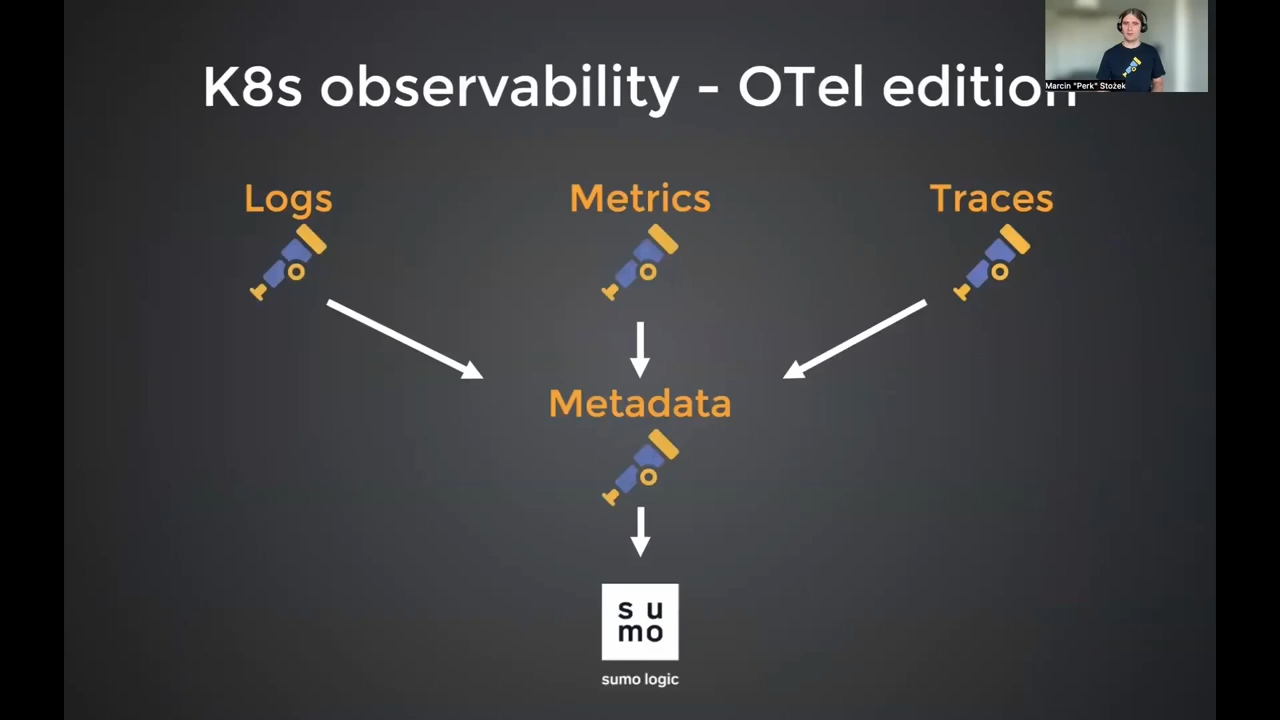 K8s observability - OTel edition
Marcin "Perk" Stożek
Logs
Metrics
Traces
Metadata
su
mo
sumo logic